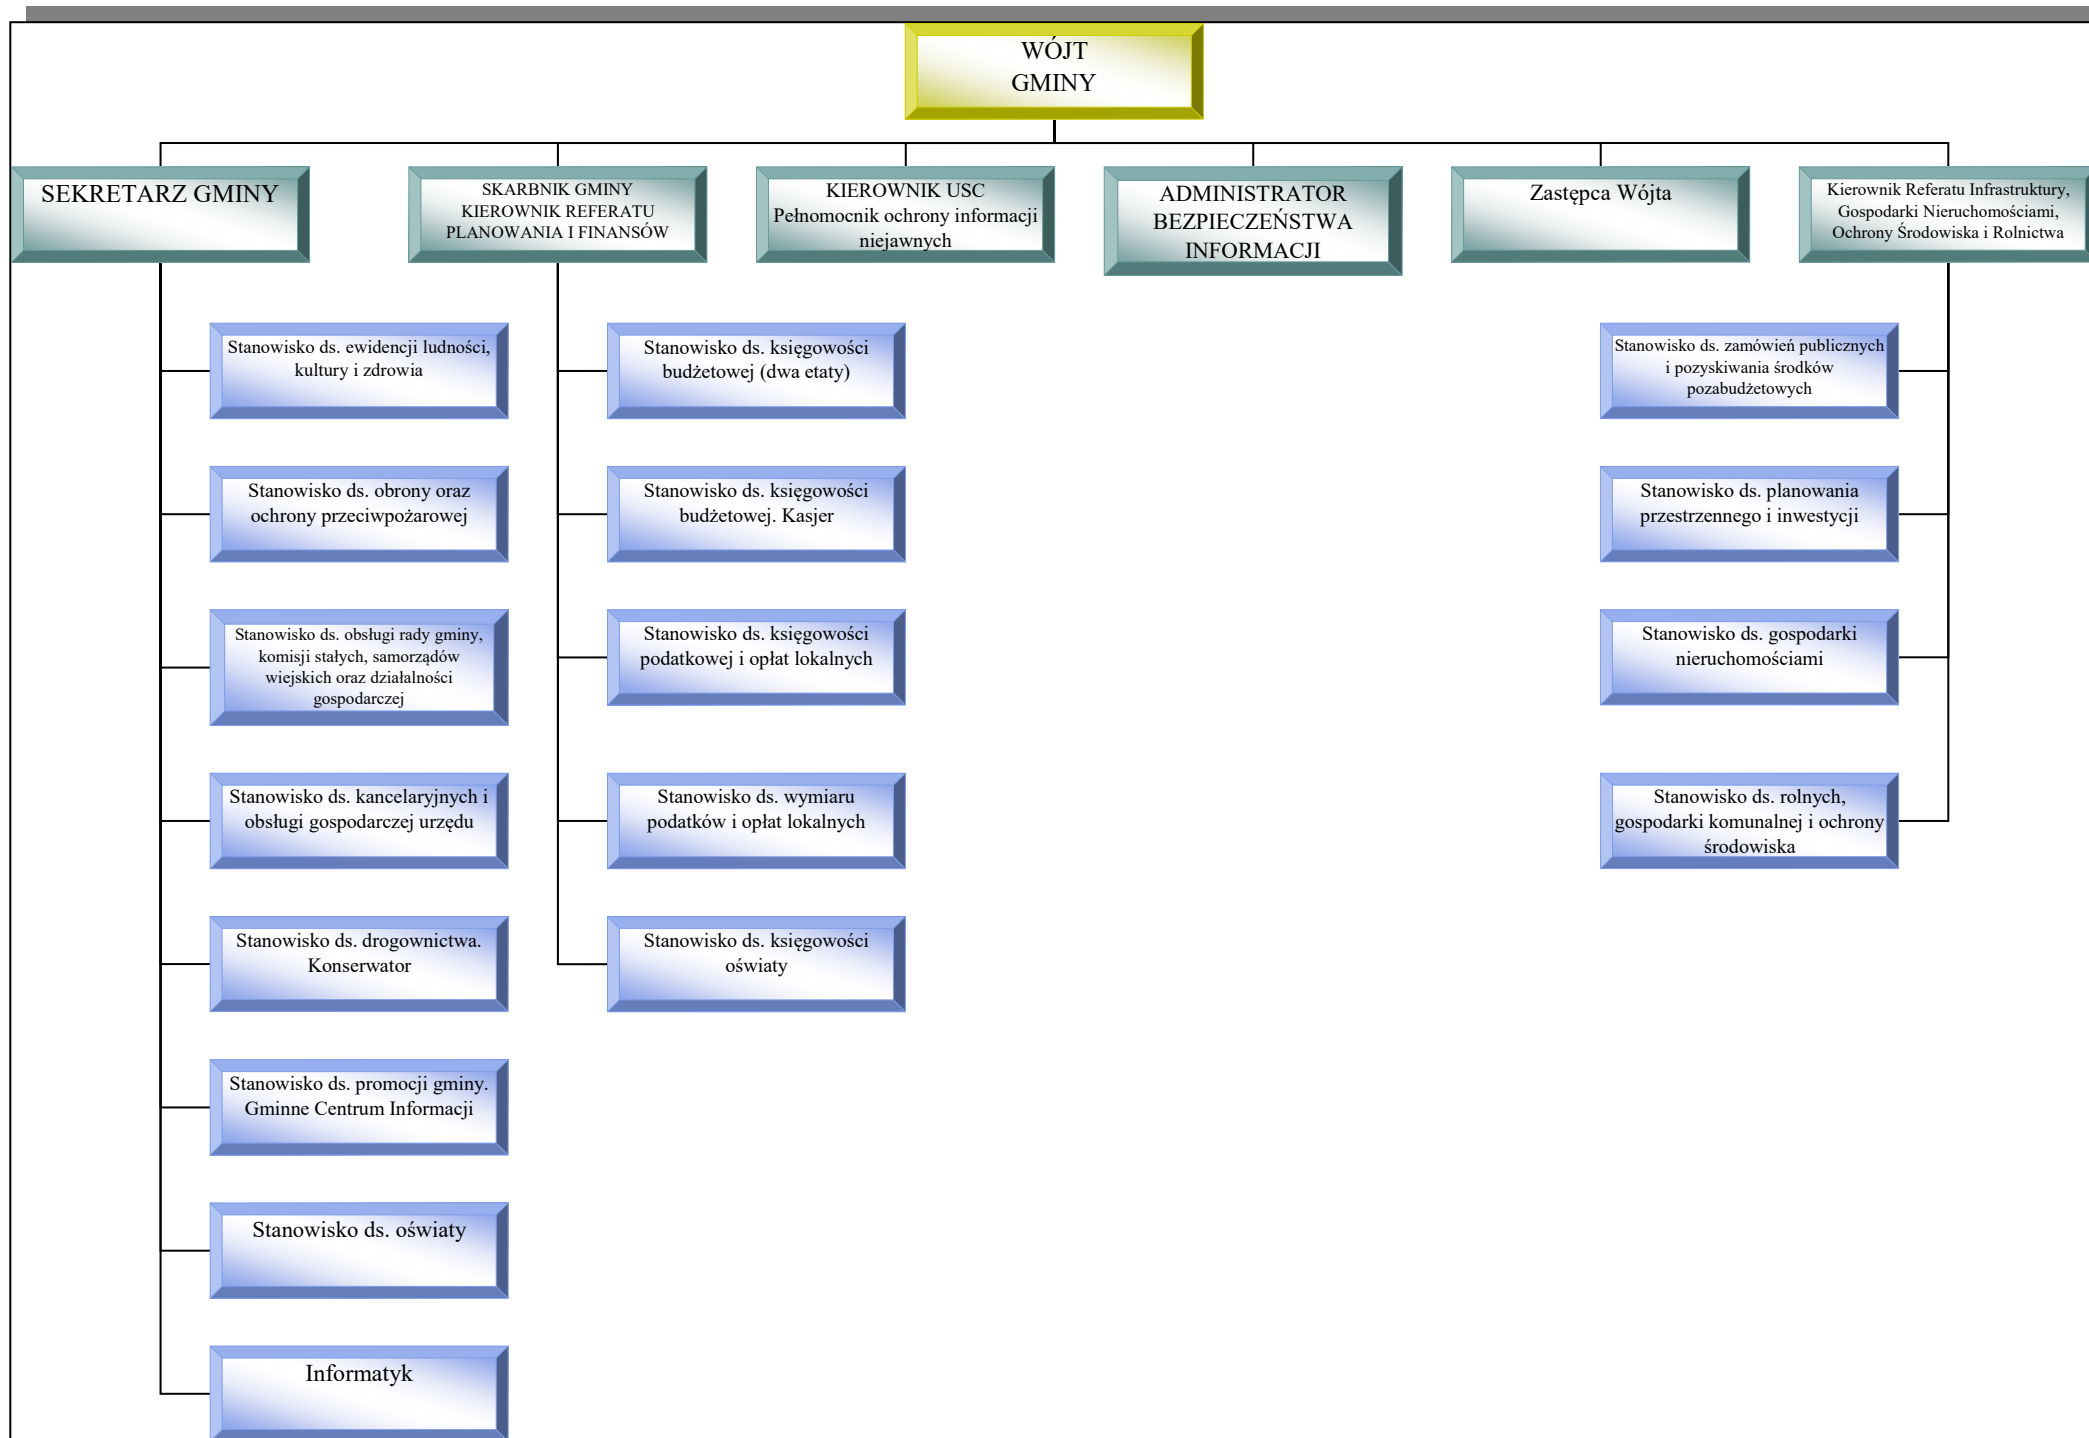 WÓJT
GMINY
SEKRETARZ GMINY
SKARBNIK GMINY
KIEROWNIK REFERATU
PLANOWANIA I FINANSÓW
KIEROWNIK USC
Pełnomocnik ochrony informacji
niejawnych
ADMINISTRATOR
BEZPIECZEŃSTWA
INFORMACJI
Zastępca Wójta
Kierownik Referatu Infrastruktury,
Gospodarki Nieruchomościami,
Ochrony Środowiska i Rolnictwa
Stanowisko ds. ewidencji ludności,
kultury i zdrowia
Stanowisko ds. obrony oraz
ochrony przeciwpożarowej
Stanowisko ds. obsługi rady gminy,
komisji stałych, samorządów
wiejskich oraz działalności
gospodarczej
Stanowisko ds. kancelaryjnych i
obsługi gospodarczej urzędu
Stanowisko ds. drogownictwa.
Konserwator
Stanowisko ds. promocji gminy.
Gminne Centrum Informacji
Stanowisko ds. oświaty
Informatyk
Stanowisko ds. księgowości
budżetowej (dwa etaty)
Stanowisko ds. księgowości
budżetowej. Kasjer
Stanowisko ds. księgowości
podatkowej i opłat lokalnych
Stanowisko ds. wymiaru
podatków i opłat lokalnych
Stanowisko ds. księgowości
oświaty
Stanowisko ds. zamówień publicznych
i pozyskiwania środków
pozabudżetowych
Stanowisko ds. planowania
przestrzennego i inwestycji
Stanowisko ds. gospodarki
nieruchomościami
Stanowisko ds. rolnych,
gospodarki komunalnej i ochrony
środowiska